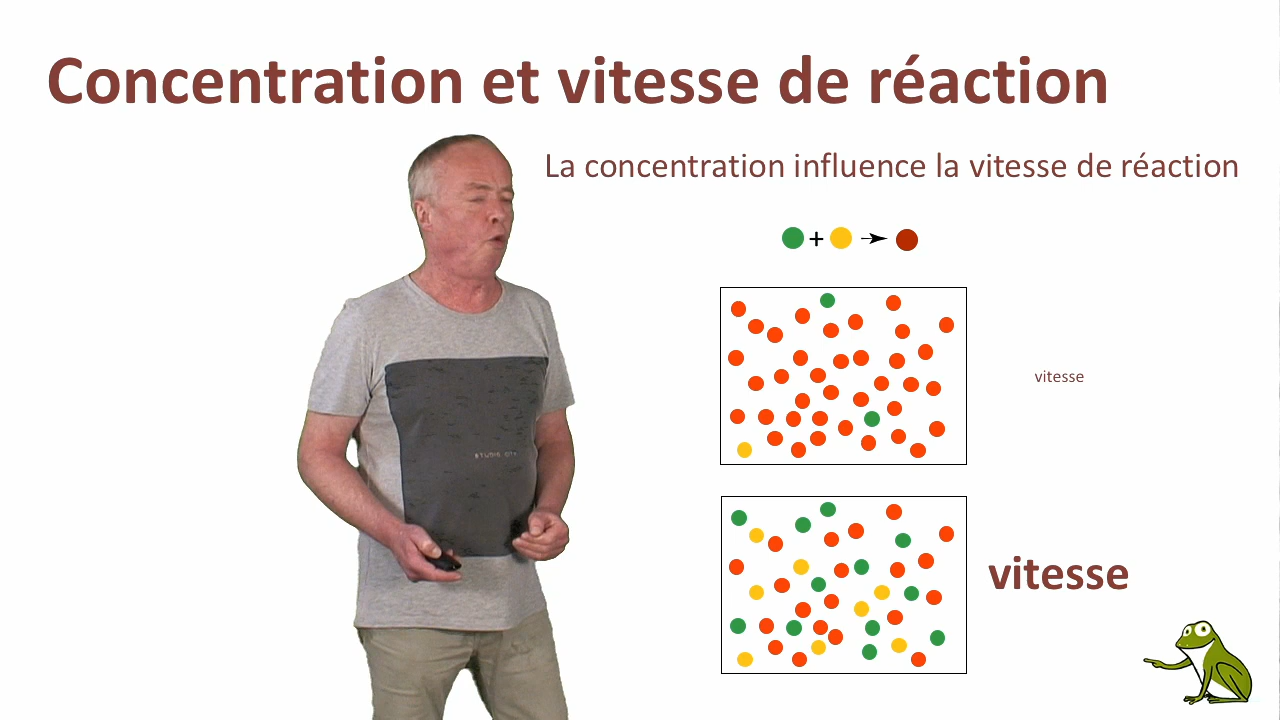 Concentration et vitesse de réaction
La concentration influence la vitesse de réaction
+
vitesse
vitesse